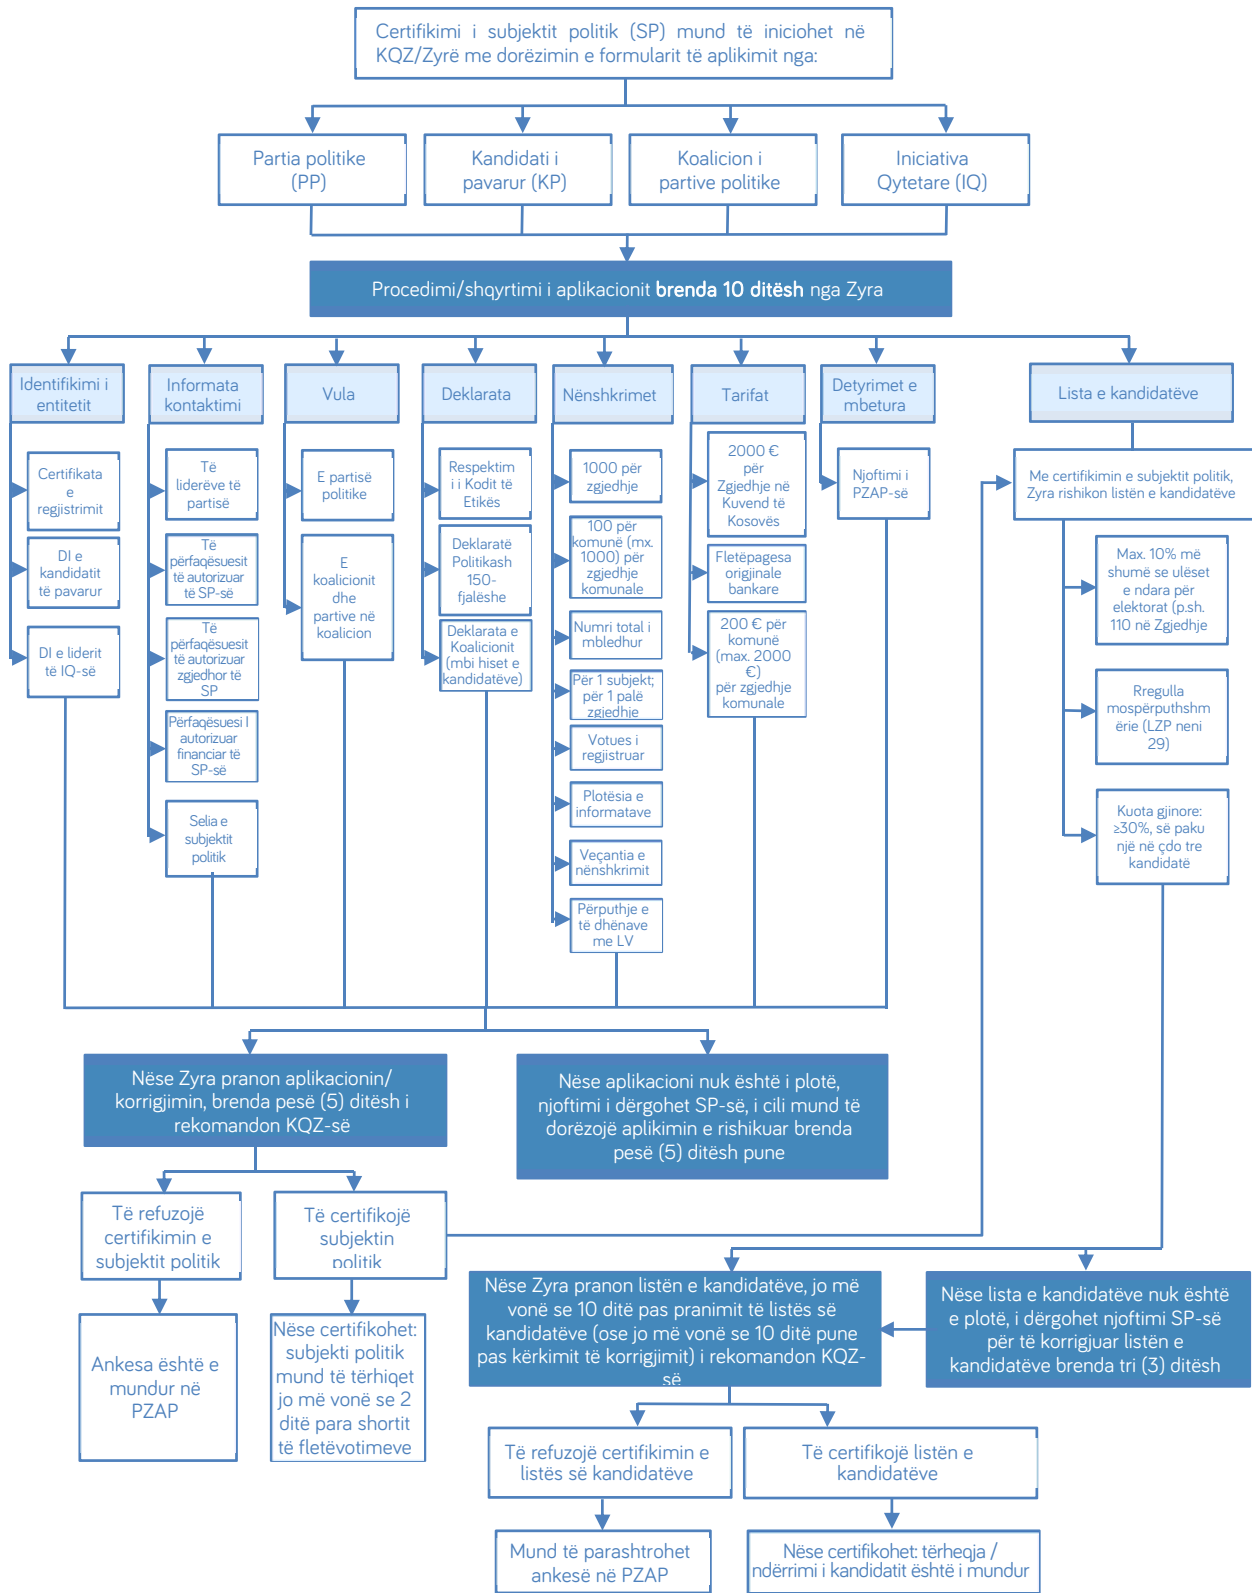 Certifikimi i subjektit politik (SP) mund të iniciohet në
KQZ/Zyrë me dorëzimin e formularit të aplikimit nga:
Partia politike
(PP)
Kandidati i
pavarur (KP)
Koalicion i
partive politike
Iniciativa
Qytetare (IQ)
Procedimi/shqyrtimi i aplikacionit brenda 10 ditësh nga Zyra
Identifikimi i
entitetit
Informata
kontaktimi
Vula
Deklarata
Nënshkrimet
Tarifat
Detyrimet e
mbetura
Lista e kandidatëve
Certifikata
e
regjistrimit
DI e
kandidatit
të pavarur
DI e liderit
të IQ-së
Të
liderëve të
partisë
Të
përfaqësuesit
të autorizuar
të SP-së
Të
përfaqësuesit
të autorizuar
zgjedhor të
SP
Përfaqësuesi I
autorizuar
financiar të
SP-së
Selia e
subjektit
politik
E partisë
politike
E
koalicionit
dhe
partive në
koalicion
Respektim
i i Kodit të
Etikës
Deklaratë
Politikash
150-
fjalëshe
Deklarata e
Koalicionit
(mbi hiset e
kandidatëve)
1000 për
zgjedhje
100 për
komunë (mx.
1000) për
zgjedhje
komunale
Numri total i
mbledhur
Për 1 subjekt;
për 1 palë
zgjedhje
Votues i
regjistruar
Plotësia e
informatave
Veçantia e
nënshkrimit
Përputhje e
të dhënave
me LV
2000 €
për
Zgjedhje në
Kuvend të
Kosovës
Fletëpagesa
origjinale
bankare
200 € për
komunë
(max. 2000
€)
për zgjedhje
komunale
Njoftimi i
PZAP-së
Me certifikimin e subjektit politik,
Zyra rishikon listën e kandidatëve
Max. 10% më
shumë se ulëset
e ndara për
elektorat (p.sh.
110 në Zgjedhje
Rregulla
mospërputhshm
ërie (LZP neni
29)
Kuota gjinore:
≥30%, së paku
një në çdo tre
kandidatë
Nëse Zyra pranon aplikacionin/
korrigjimin, brenda pesë (5) ditësh i
rekomandon KQZ-së
Nëse aplikacioni nuk është i plotë,
njoftimi i dërgohet SP-së, i cili mund të
dorëzojë aplikimin e rishikuar brenda
pesë (5) ditësh pune
Të refuzojë
certifikimin e
subjektit politik
Të certifikojë
subjektin
politik
Ankesa është e
mundur në
PZAP
Nëse certifikohet:
subjekti politik
mund të tërhiqet
jo më vonë se 2
ditë para shortit
të fletëvotimeve
Nëse Zyra pranon listën e kandidatëve, jo më
vonë se 10 ditë pas pranimit të listës së
kandidatëve (ose jo më vonë se 10 ditë pune
pas kërkimit të korrigjimit) i rekomandon KQZ-
së
Nëse lista e kandidatëve nuk është
e plotë, i dërgohet njoftimi SP-së
për të korrigjuar listën e
kandidatëve brenda tri (3) ditësh
Të refuzojë certifikimin e
listës së kandidatëve
Të certifikojë listën e
kandidatëve
Mund të parashtrohet
ankesë në PZAP
Nëse certifikohet: tërheqja /
ndërrimi i kandidatit është i mundur